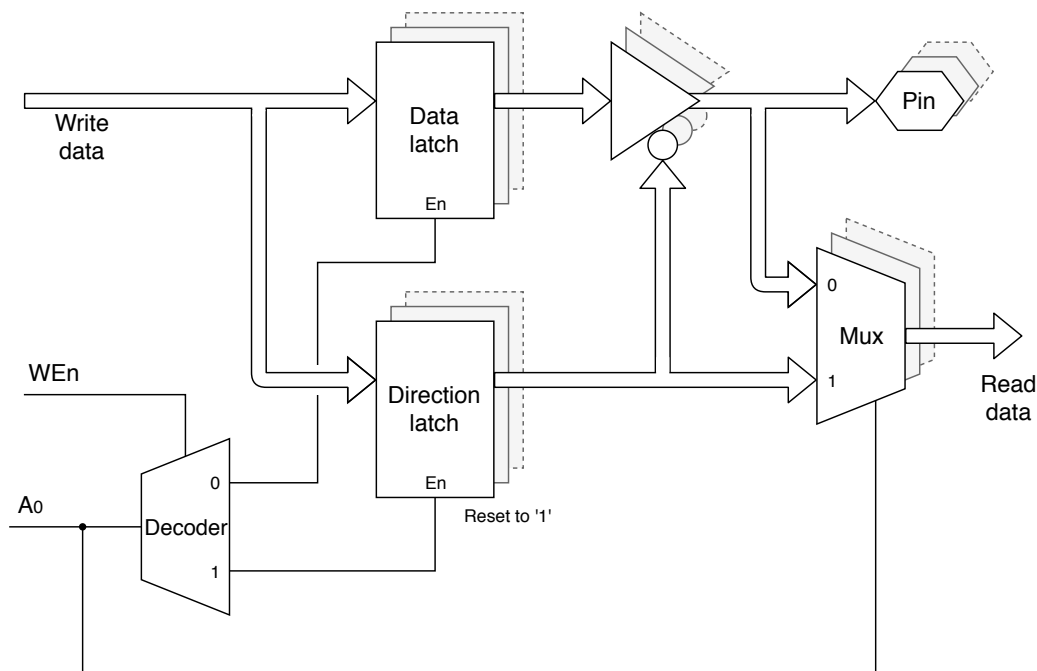 Write
data
Data
latch
En
Pin
0
Mux
1
Read
data
WEn
Direction
latch
En
Reset to '1'
A0
0
Decoder
1